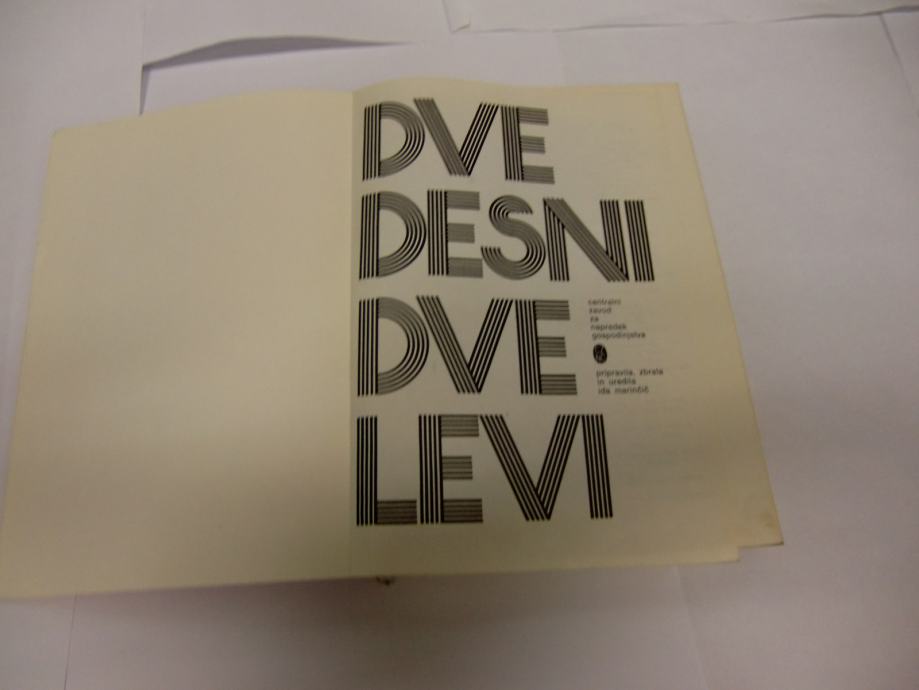 DVE
DESNI
DVE
LEVI
centralni
zavod
za
napredek
gospodinjstva
pripravila, zbrala
in uredila
ida marinčič